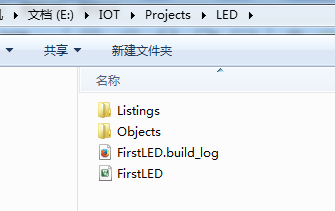 文档 (E:) ▸ IOT ▸ Projects ▸ LED ▸
共享 新建文件夹
名称
Listings
Objects
FirstLED.build_log
FirstLED